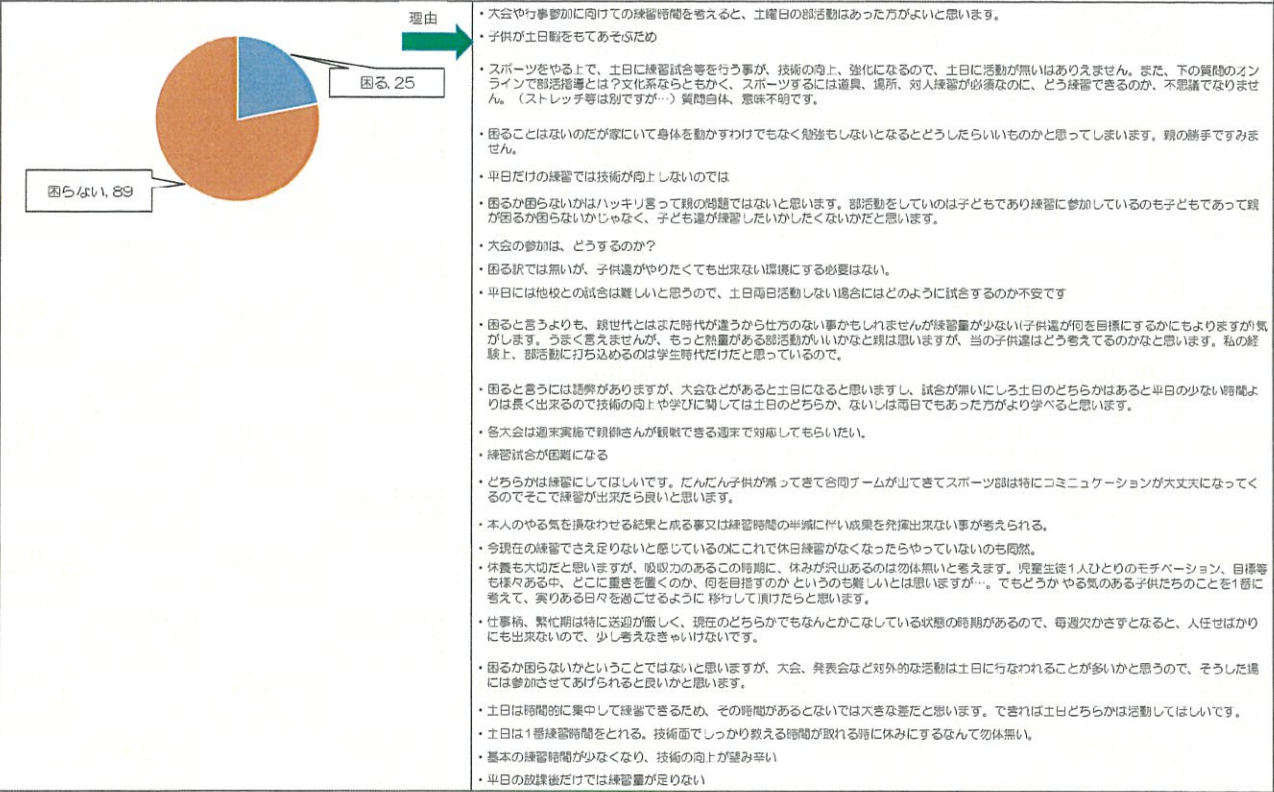 理由
困る, 25
困らない, 89
・大会や行事参加に向けての練習時間を考えると、土曜日の部活動はあった方がよいと思います。
・子供が土日暇をもてあそぶため
・スポーツをやる上で、土日に練習試合等を行う事が、技術の向上、強化になるので、土日に活動が無いはありえません。また、下の質問のオン
ラインで部活指導とは？文化系ならともかく、スポーツするには道具、場所、対人練習が必須なのに、どう練習できるのか、不思議でなりませ
ん。（ストレッチ等は別ですが…）質問自体、意味不明です。
・困ることはないのだが家にいて身体を動かすわけでもなく勉強もしないとなるとどうしたらいいものかと思ってしまいます。親の勝手ですみま
せん。
・平日だけの練習では技術が向上しないのでは
・困るか困らないかはハッキリ言って親の問題ではないと思います。部活動をしているのは子どもであり練習に参加しているのも子どもであって親
が困るか困らないかじゃなく、子ども達が練習したいかしたくないかだと思います。
・大会の参加は、どうするのか？
・困る訳では無いが、子供達がやりたくても出来ない環境にする必要はない。
・平日には他校との試合は難しいと思うので、土日両日活動しない場合にはどのように試合するのか不安です
・困ると言うよりも、親世代とはまた時代が違うから仕方のない事かもしれませんが練習量が少ない(子供達が何を目標にするかにもよりますが)気
がします。うまく言えませんが、もっと熱量がある部活動がいいかなと親は思いますが、当の子供達はどう考えてるのかなと思います。私の経
験上、部活動に打ち込めるのは学生時代だけだと思っているので。
・困ると言うには語弊がありますが、大会などがあると土日になると思いますし、試合が無いにしろ土日のどちらかはあると平日の少ない時間よ
りは長く出来るので技術の向上や学びに関しては土日のどちらか、ないしは両日でもあった方がより学べると思います。
・各大会は週末実施で親御さんが観戦できる週末で対応してもらいたい。
・練習試合が困難になる
・どちらかは練習にしてほしいです。だんだん子供が減ってきて合同チームが出てきてスポーツ部は特にコミニュケーションが大丈夫になってく
るのでそこで練習が出来たら良いと思います。
・本人のやる気を損なわせる結果と成る事又は練習時間の半減に伴い成果を発揮出来ない事が考えられる。
・今現在の練習でさえ足りないと感じているのにこれで休日練習がなくなったらやっていないのも同然。
・休養も大切だと思いますが、吸収力のあるこの時期に、休みが沢山あるのは勿体無いと考えます。児童生徒１人ひとりのモチベーション、目標等
も様々ある中、どこに重きを置くのか、何を目指すのか というのも難しいとは思いますが…。でもどうか やる気のある子供たちのことを1番に
考えて、実りある日々を過ごせるように 移行して頂けたらと思います。
・仕事柄、繁忙期は特に送迎が厳しく、現在のどちらかでもなんとかこなしている状態の時期があるので、毎週欠かさずとなると、人任せばかり
にも出来ないので、少し考えなきゃいけないです。
・困るか困らないかということではないと思いますが、大会、発表会など対外的な活動は土日に行なわれることが多いかと思うので、そうした場
には参加させてあげられると良いかと思います。
・土日は時間的に集中して練習できるため、その時間があるとないでは大きな差だと思います。できれば土日どちらかは活動してほしいです。
・土日は1番練習時間をとれる。技術面でしっかり教える時間が取れる時に休みにするなんて勿体無い。
・基本の練習時間が少なくなり、技術の向上が望み辛い
・平日の放課後だけでは練習量が足りない